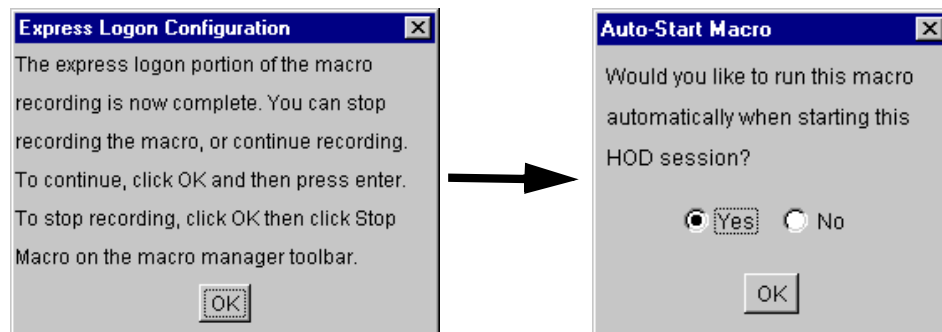 Express Logon Configuration
The express logon portion of the macro
recording is now complete. You can stop
recording the macro, or continue recording.
To continue, click OK and then press enter.
To stop recording, click OK then click Stop
Macro on the macro manager toolbar.
OK
Auto-Start Macro
Would you like to run this macro
automatically when starting this
HOD session?
Yes No
OK